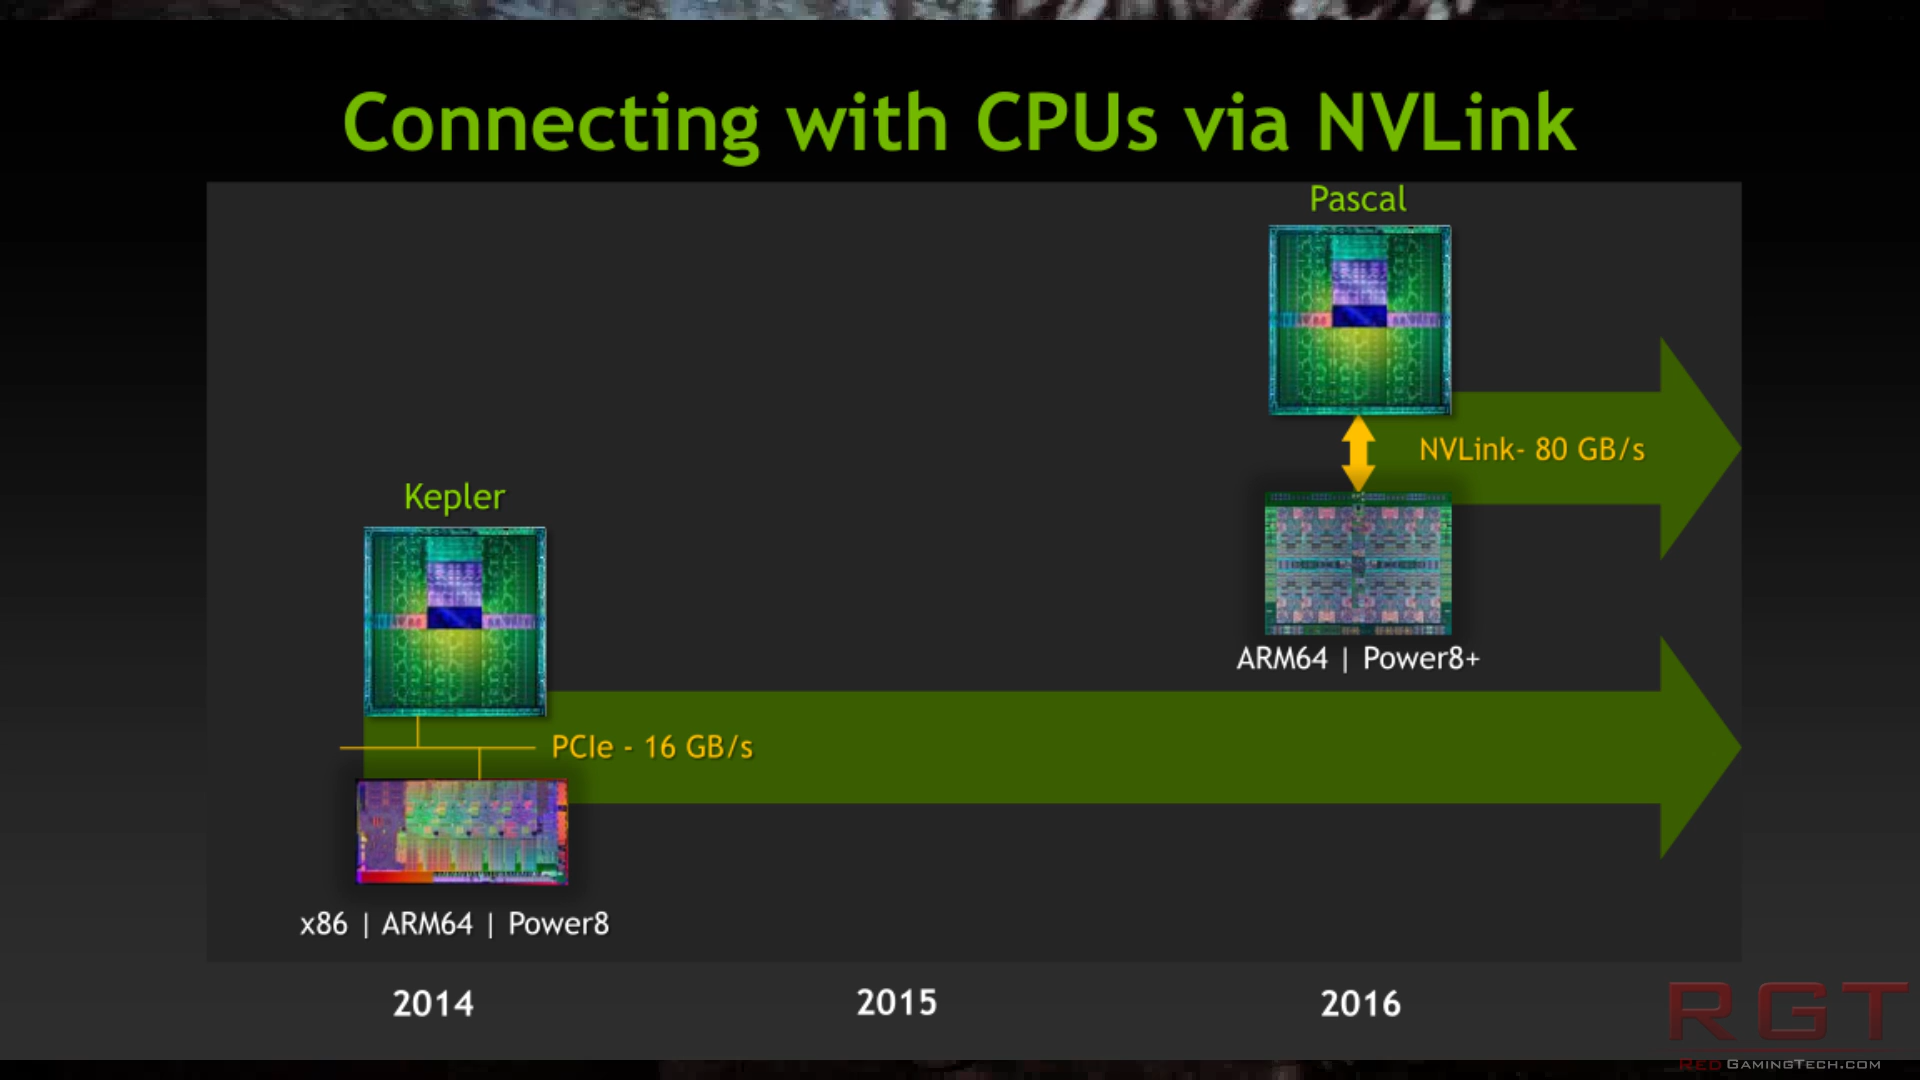 Connecting with CPUs via NVLink
Pascal
NVLink- 80 GB/s
Kepler
ARM64 | Power8+
PCIe - 16 GB/s
x86 | ARM64 | Power8
2014 2015 2016
RGT
REDGAMINGTECH.COM